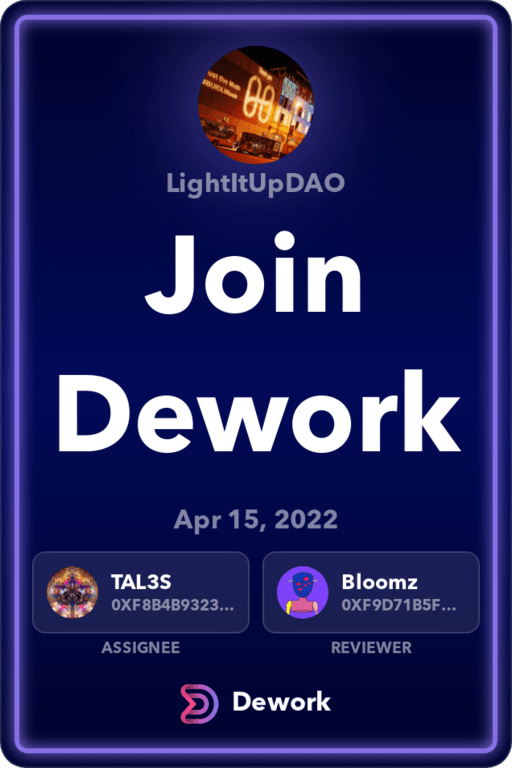 LightItUpDAO
Join
Dework
Apr 15, 2022
TAL3S
0XF8B4B9323...
Bloomz
0XF9D71B5F...
ASSIGNEE
REVIEWER
Dework